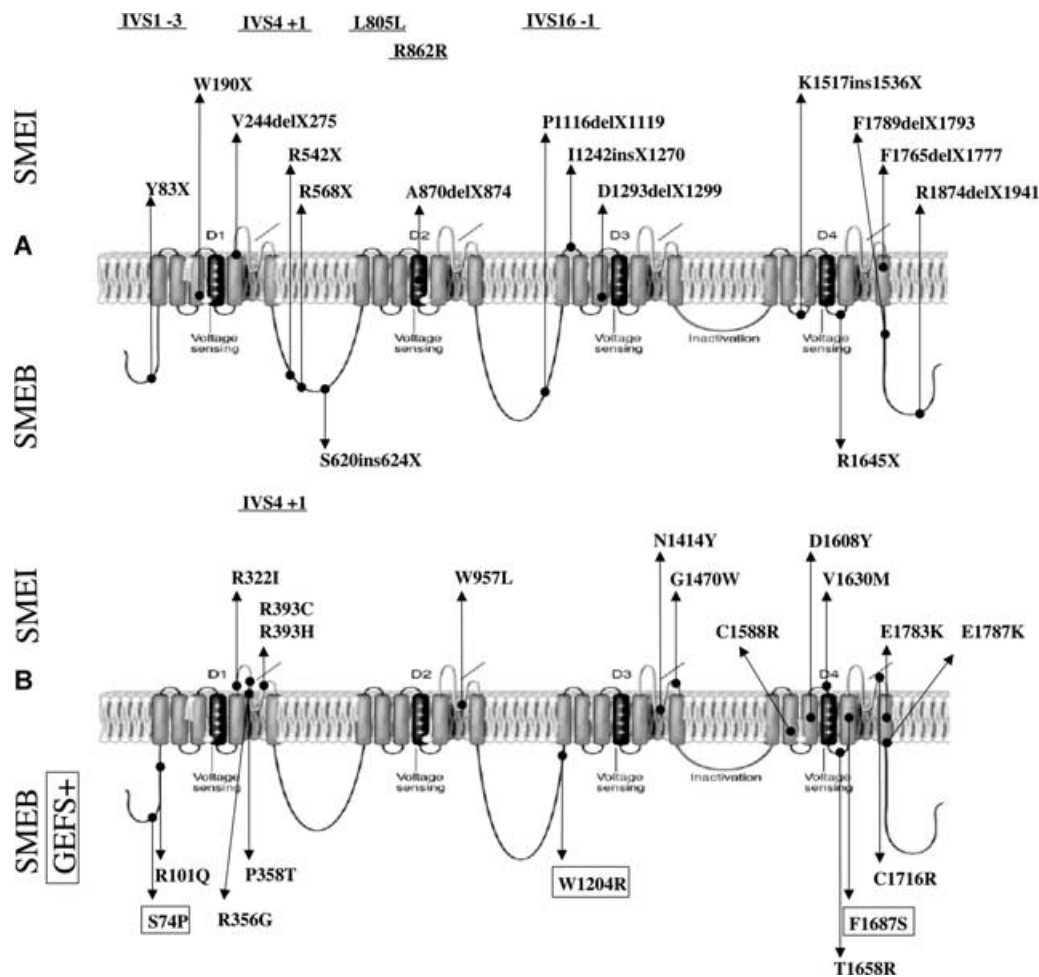 IVS1 -3 IVS4 +1 L805L IVS16 -1
R862R
W190X K1517ins1536X
V244delX275 P1116delX1119 F1789delX1793
R542X I1242insX1270 F1765delX1777
Y83X R568X A870delX874 D1293delX1299 R1874delX1941
SMEI
A
D1 D2 D3 D4
Voltage sensing Voltage sensing Voltage sensing Inactivation Voltage sensing
SMEB
S620ins624X R1645X
IVS4 +1
N1414Y D1608Y
R322I W957L G1470W V1630M
R393C
R393H C1588R E1783K E1787K
SMEI
B
D1 D2 D3 D4
Voltage sensing Voltage sensing Voltage sensing Inactivation Voltage sensing
SMEB
GEFS+
R101Q P358T W1204R C1716R
S74P R356G F1687S
T1658R